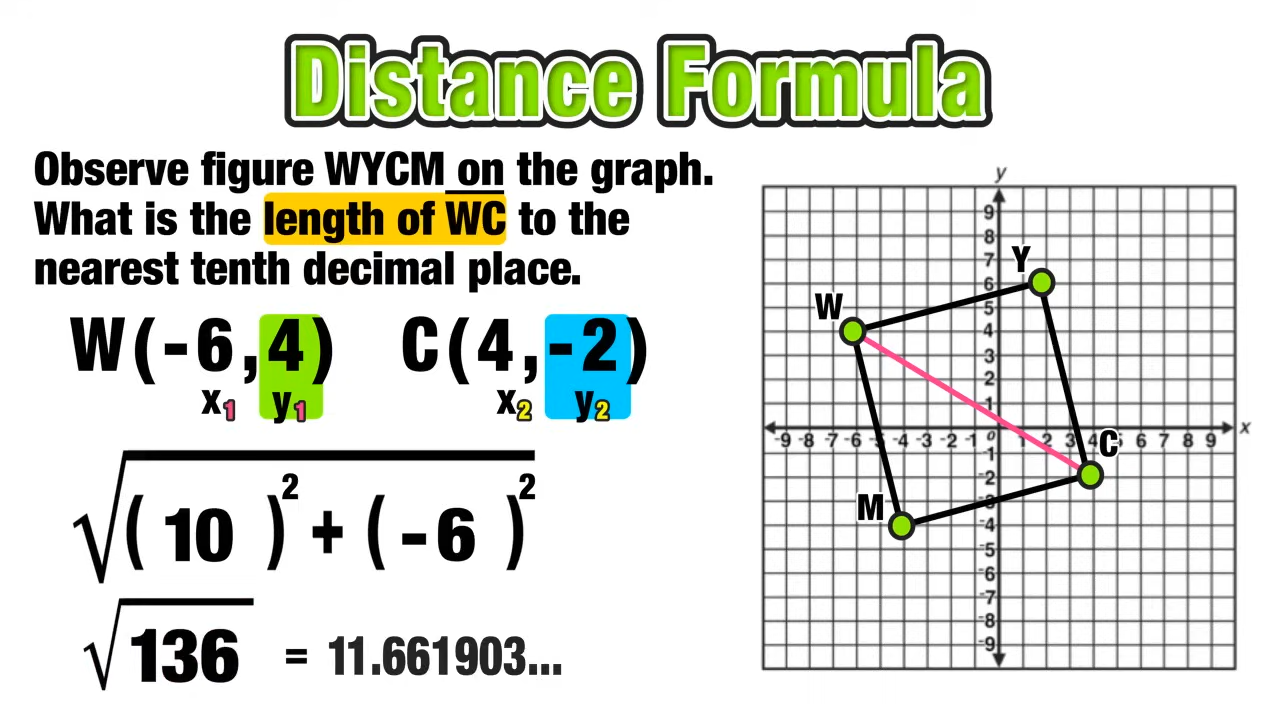 Distance Formula
Observe figure WYCM on the graph.
What is the length of WC to the
nearest tenth decimal place.
W(-6,4) C(4,-2)
x₁ y₁ x₂ y₂
√(10)² + (-6)²
√136 = 11.661903...
y
9
8
7
6
5
4
3
2
1
-9 -8 -7 -6 -5 -4 -3 -2 -1 0 1 2 3 4 5 6 7 8 9 x
-1
-2
-3
-4
-5
-6
-7
-8
-9
W
Y
C
M